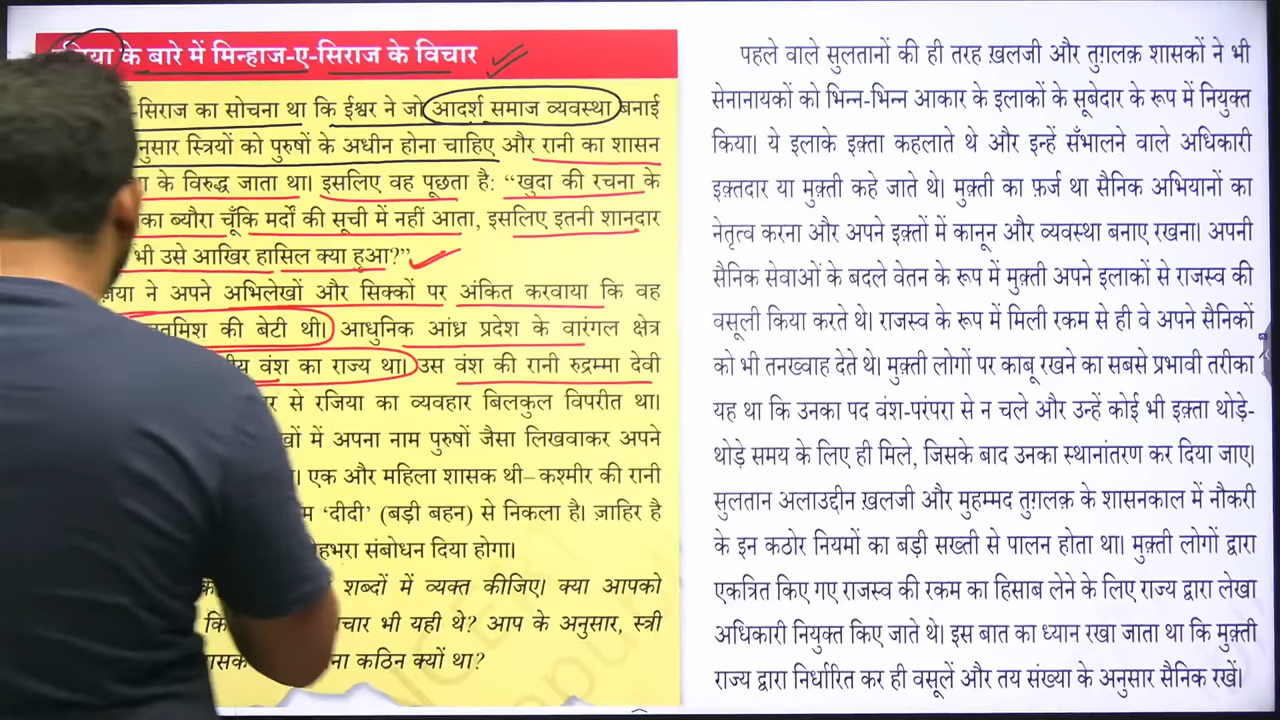 के बारे में मिन्हाज-ए-सिराज के विचार
-सिराज का सोचना था कि ईश्वर ने जो आदर्श समाज व्यवस्था बनाई
नुसार स्त्रियों को पुरुषों के अधीन होना चाहिए और रानी का शासन
के विरुद्ध जाता था। इसलिए वह पूछता है: “खुदा की रचना के
का ब्यौरा चूँकि मर्दों की सूची में नहीं आता, इसलिए इतनी शानदार
भी उसे आखिर हासिल क्या हुआ?”
ने अपने अभिलेखों और सिक्कों पर अंकित करवाया कि वह
तमिश की बेटी थी। आधुनिक आंध्र प्रदेश के वारंगल क्षेत्र
वंश का राज्य था। उस वंश की रानी रुद्रम्मा देवी
से रजिया का व्यवहार बिलकुल विपरीत था।
में अपना नाम पुरुषों जैसा लिखवाकर अपने
। एक और महिला शासक थी– कश्मीर की रानी
‘दीदी’ (बड़ी बहन) से निकला है। ज़ाहिर है
संबोधन दिया होगा।
शब्दों में व्यक्त कीजिए। क्या आपको
कि चार भी यही थे? आप के अनुसार, स्त्री
कठिन क्यों था?
पहले वाले सुलतानों की ही तरह ख़लजी और तुग़लक़ शासकों ने भी
सेनानायकों को भिन्न-भिन्न आकार के इलाकों के सूबेदार के रूप में नियुक्त
किया। ये इलाके इक़्ता कहलाते थे और इन्हें सँभालने वाले अधिकारी
इक़्तदार या मुक़्ती कहे जाते थे। मुक़्ती का फ़र्ज था सैनिक अभियानों का
नेतृत्व करना और अपने इक़्तों में कानून और व्यवस्था बनाए रखना। अपनी
सैनिक सेवाओं के बदले वेतन के रूप में मुक़्ती अपने इलाकों से राजस्व की
वसूली किया करते थे। राजस्व के रूप में मिली रकम से ही वे अपने सैनिकों
को भी तनख्वाह देते थे। मुक़्ती लोगों पर काबू रखने का सबसे प्रभावी तरीका
यह था कि उनका पद वंश-परंपरा से न चले और उन्हें कोई भी इक़्ता थोड़े-
थोड़े समय के लिए ही मिले, जिसके बाद उनका स्थानांतरण कर दिया जाए।
सुलतान अलाउद्दीन ख़लजी और मुहम्मद तुग़लक़ के शासनकाल में नौकरी
के इन कठोर नियमों का बड़ी सख्ती से पालन होता था। मुक़्ती लोगों द्वारा
एकत्रित किए गए राजस्व की रकम का हिसाब लेने के लिए राज्य द्वारा लेखा
अधिकारी नियुक्त किए जाते थे। इस बात का ध्यान रखा जाता था कि मुक़्ती
राज्य द्वारा निर्धारित कर ही वसूलें और तय संख्या के अनुसार सैनिक रखें।